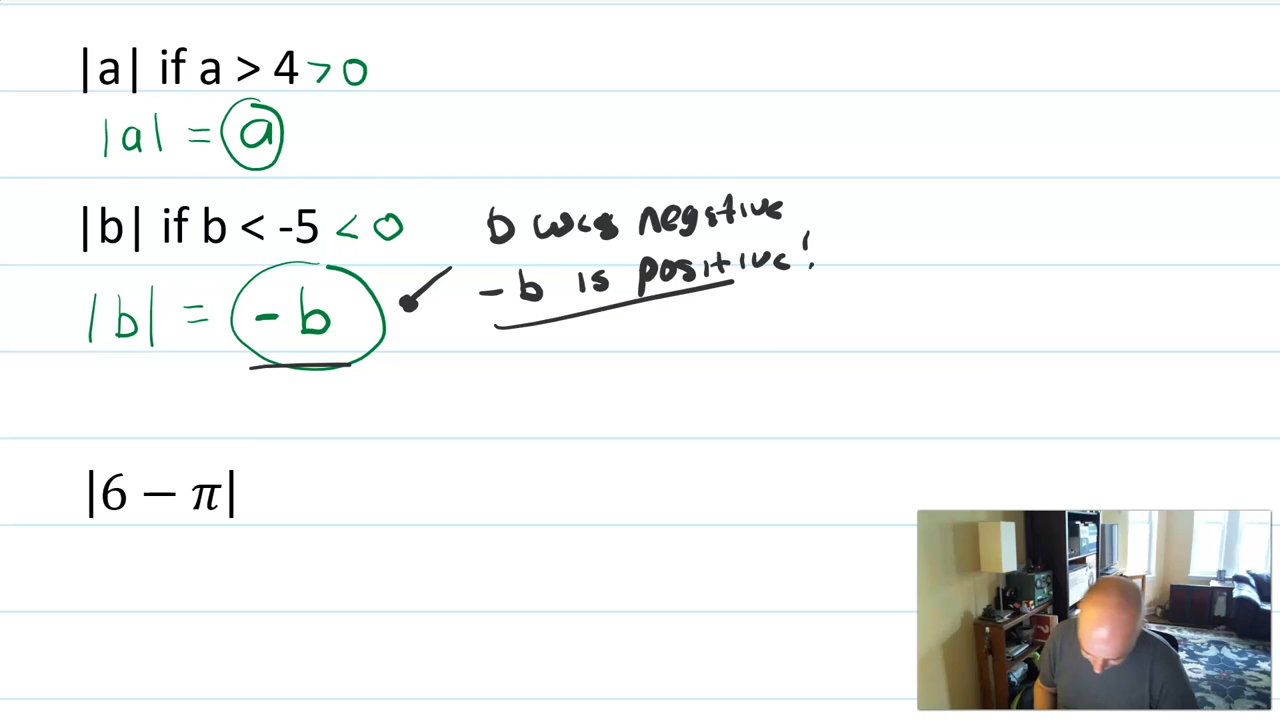 |a| if a > 4 > 0
|a| = a
|b| if b < -5 < 0
b was negative
-b is positive!
|b| = -b
|6 − π|